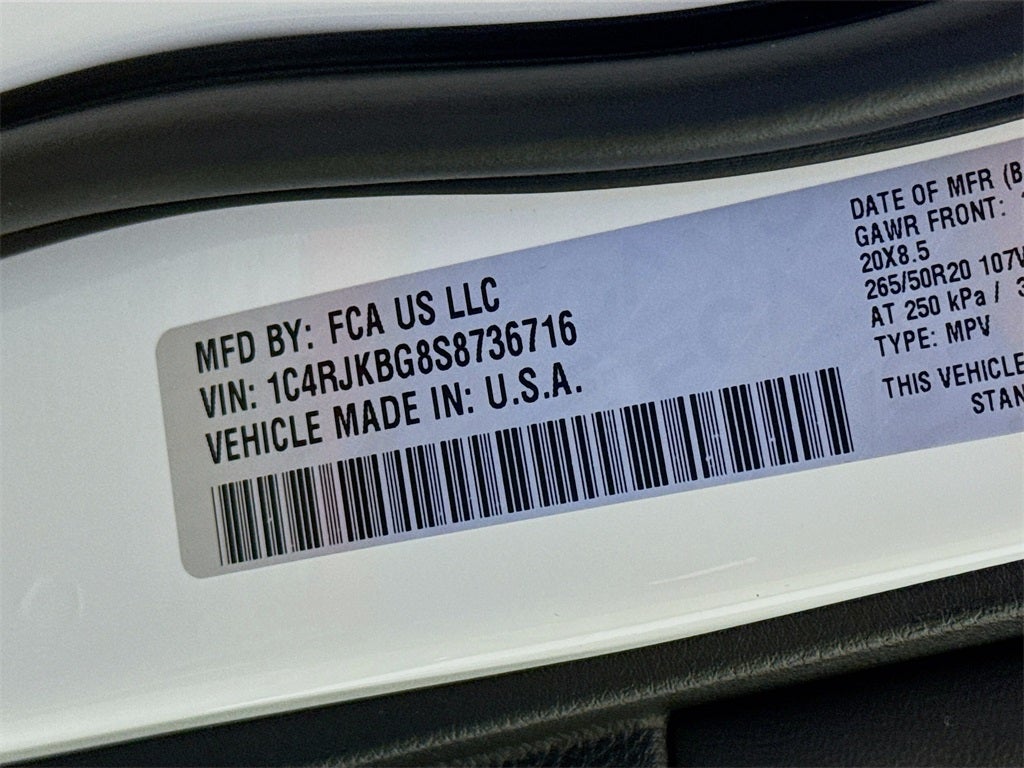 MFD BY: FCA US LLC
VIN: 1C4RJKBG8S8736716
VEHICLE MADE IN: U.S.A.
DATE OF MFR (B
GAWR FRONT:
20X8.5
265/50R20 107V
AT 250 kPa / 3
TYPE: MPV
THIS VEHICLE
STAN